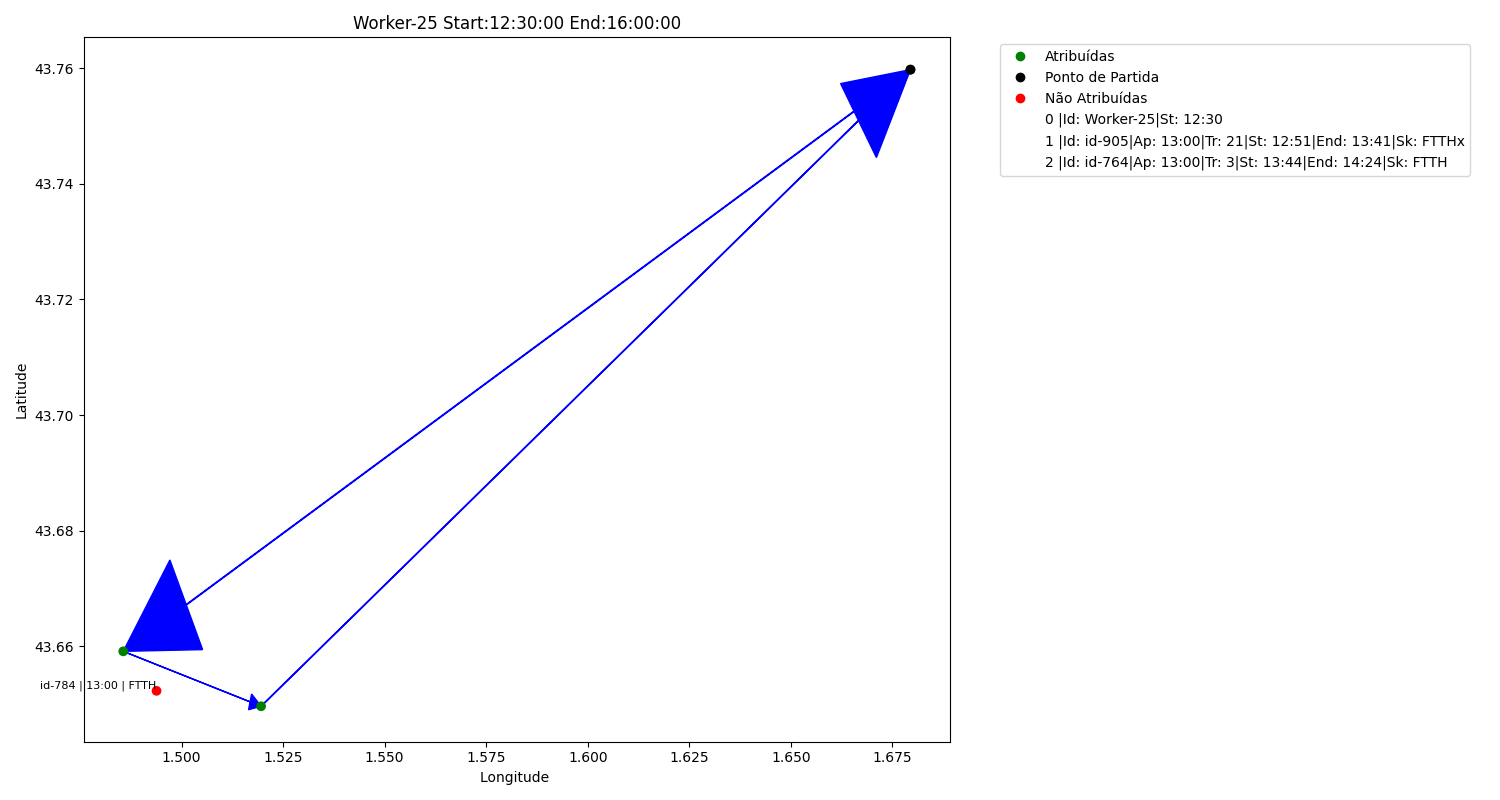 Worker-25 Start:12:30:00 End:16:00:00
Atribuídas
Ponto de Partida
Não Atribuídas
0 |Id: Worker-25|St: 12:30
1 |Id: id-905|Ap: 13:00|Tr: 21|St: 12:51|End: 13:41|Sk: FTTHx
2 |Id: id-764|Ap: 13:00|Tr: 3|St: 13:44|End: 14:24|Sk: FTTH
43.76
43.74
43.72
43.70
43.68
43.66
Latitude
id-784 | 13:00 | FTTH
1.500 1.525 1.550 1.575 1.600 1.625 1.650 1.675
Longitude